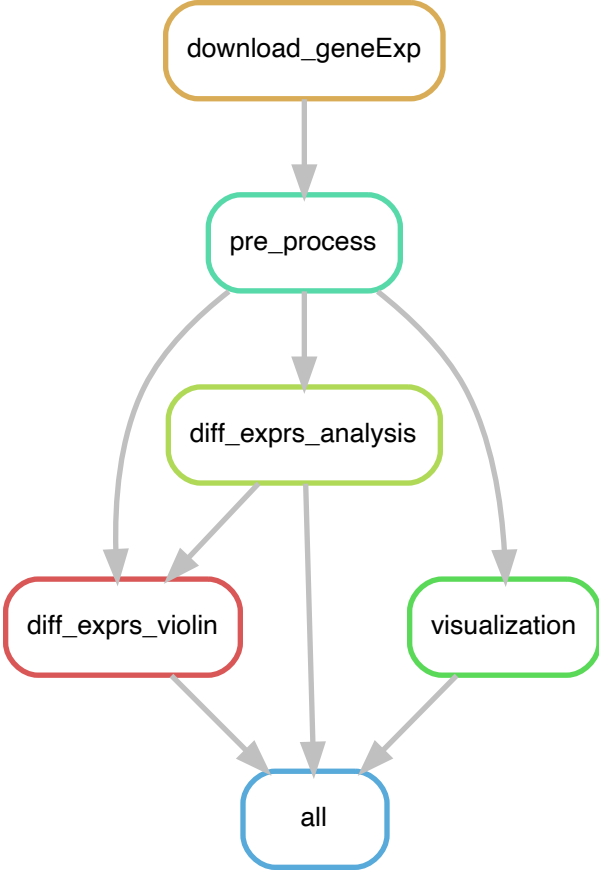 download_geneExp
pre_process
diff_exprs_analysis
diff_exprs_violin
visualization
all